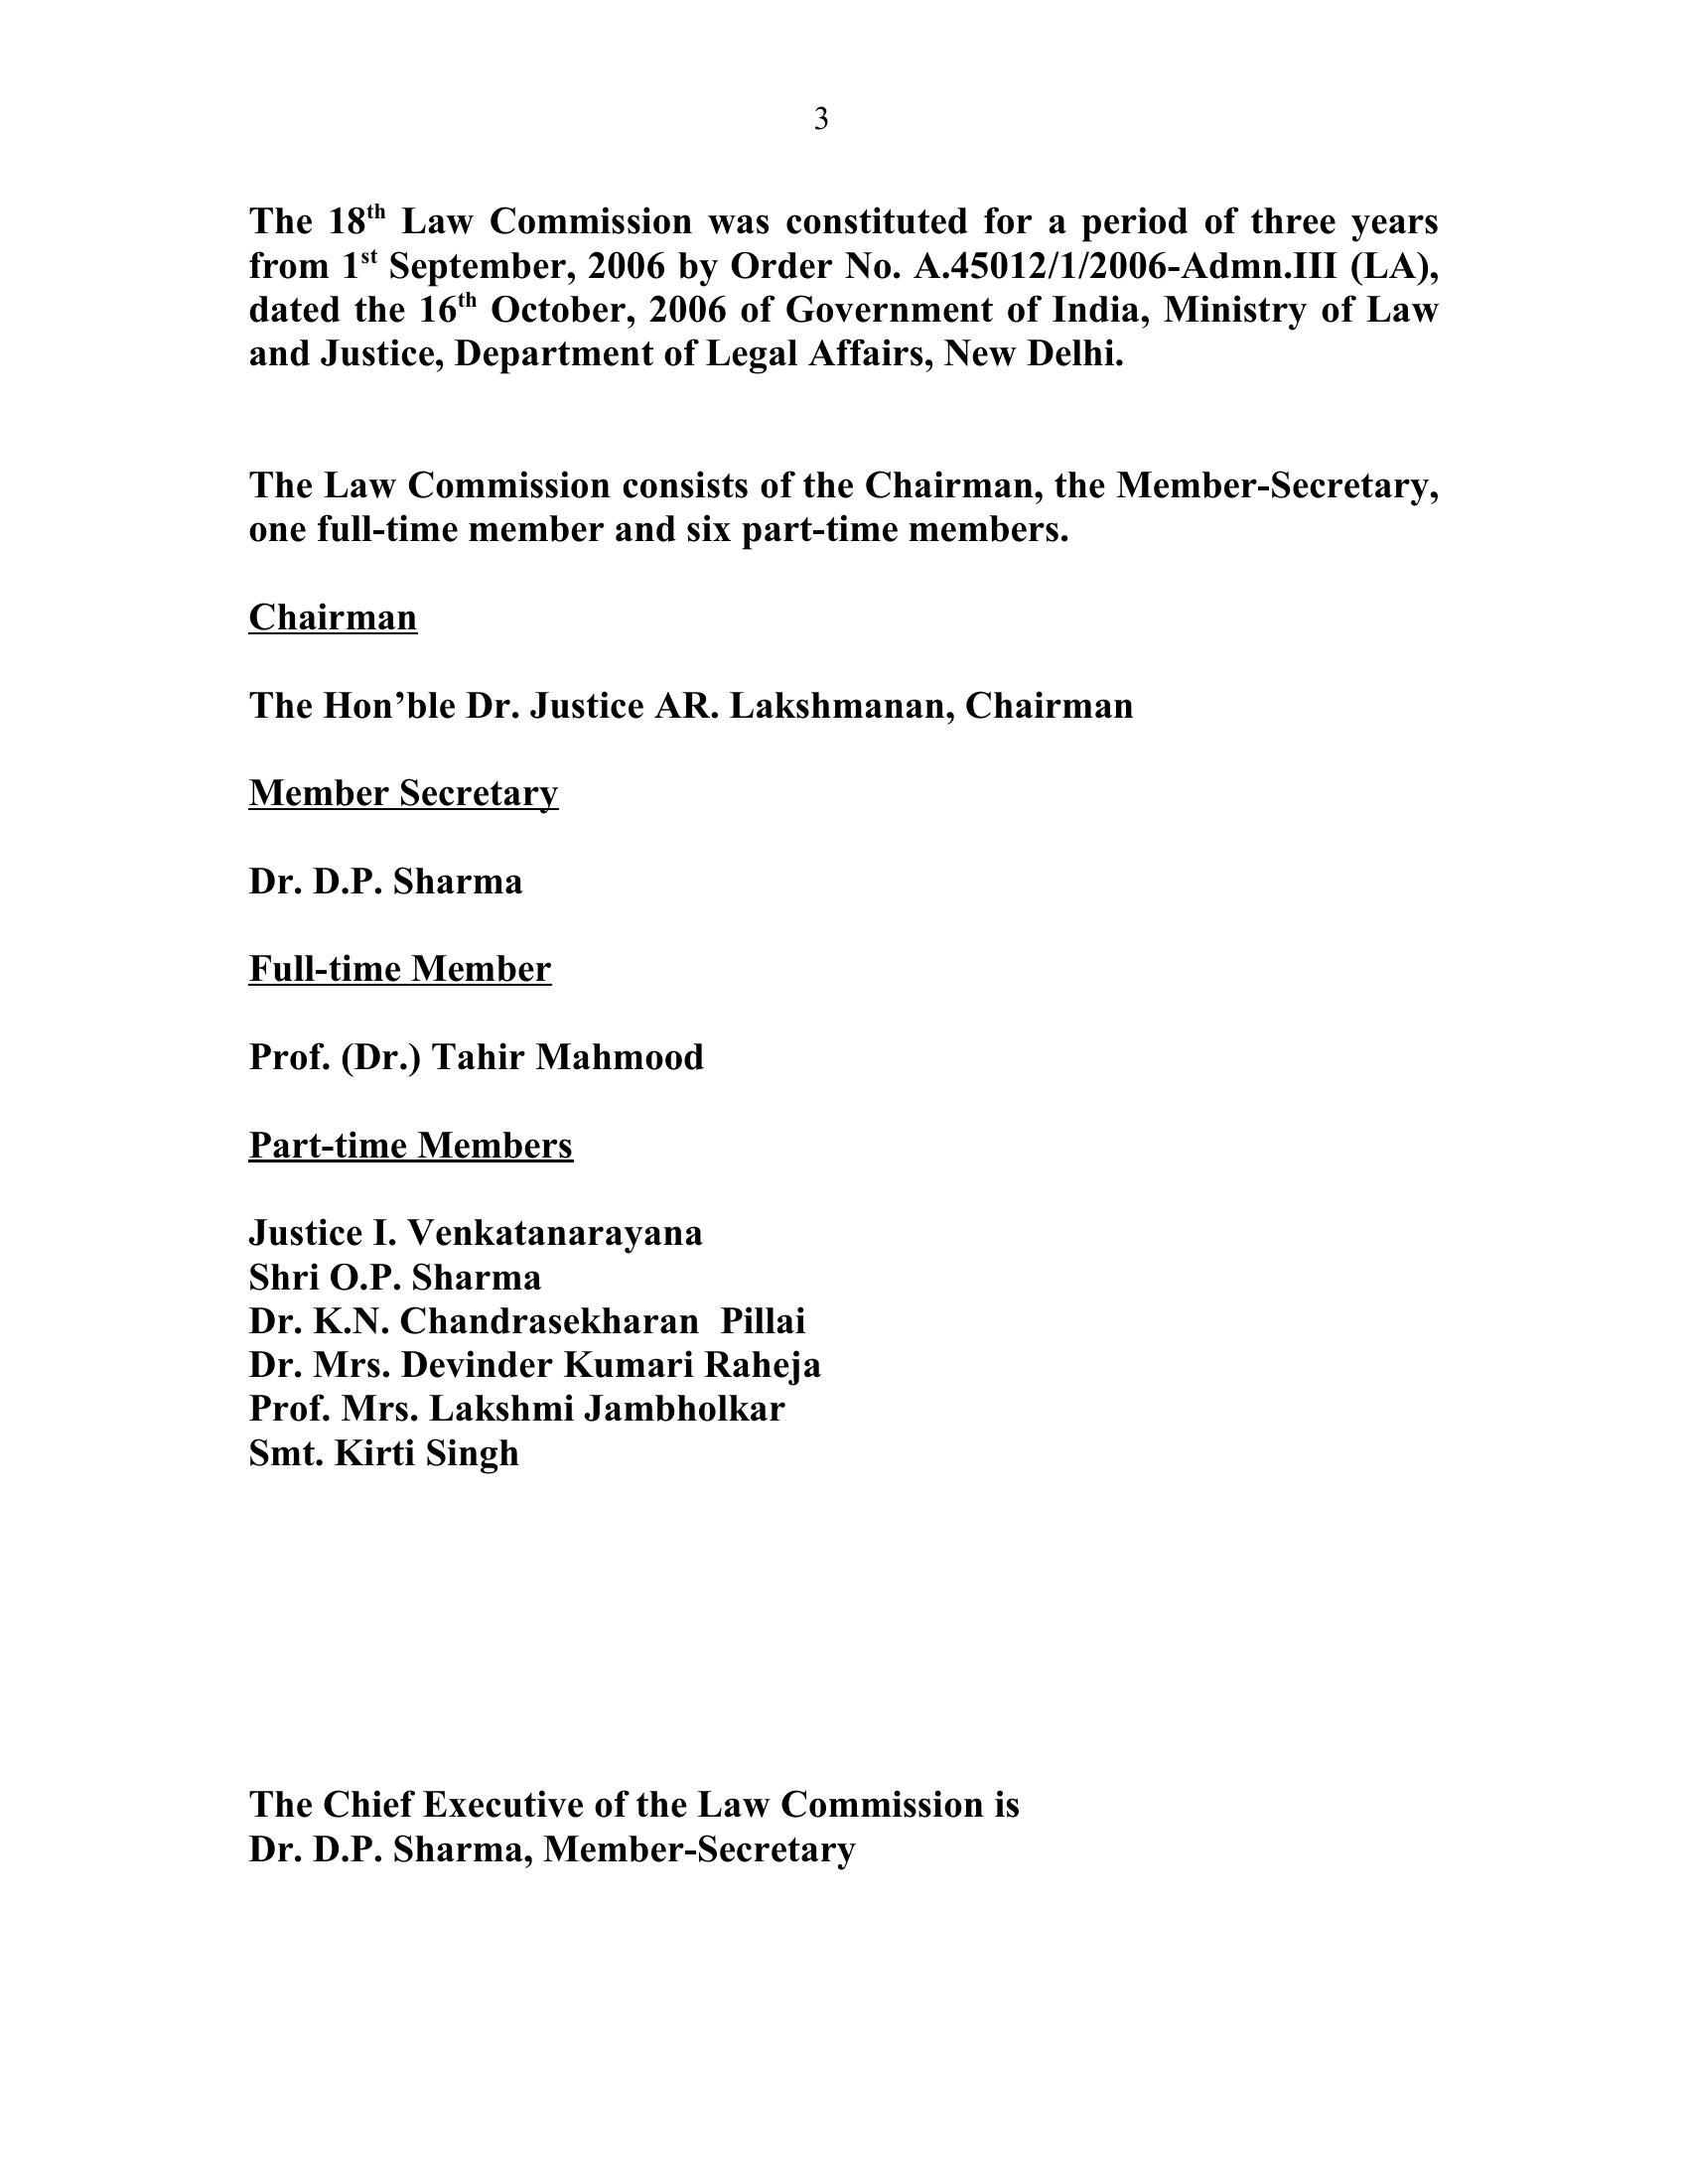 3
The 18th Law Commission was constituted for a period of three years
from 1st September, 2006 by Order No. A.45012/1/2006-Admn.III (LA),
dated the 16th October, 2006 of Government of India, Ministry of Law
and Justice, Department of Legal Affairs, New Delhi.
The Law Commission consists of the Chairman, the Member-Secretary,
one full-time member and six part-time members.
Chairman
The Hon’ble Dr. Justice AR. Lakshmanan, Chairman
Member Secretary
Dr. D.P. Sharma
Full-time Member
Prof. (Dr.) Tahir Mahmood
Part-time Members
Justice I. Venkatanarayana
Shri O.P. Sharma
Dr. K.N. Chandrasekharan  Pillai
Dr. Mrs. Devinder Kumari Raheja
Prof. Mrs. Lakshmi Jambholkar
Smt. Kirti Singh
The Chief Executive of the Law Commission is
Dr. D.P. Sharma, Member-Secretary